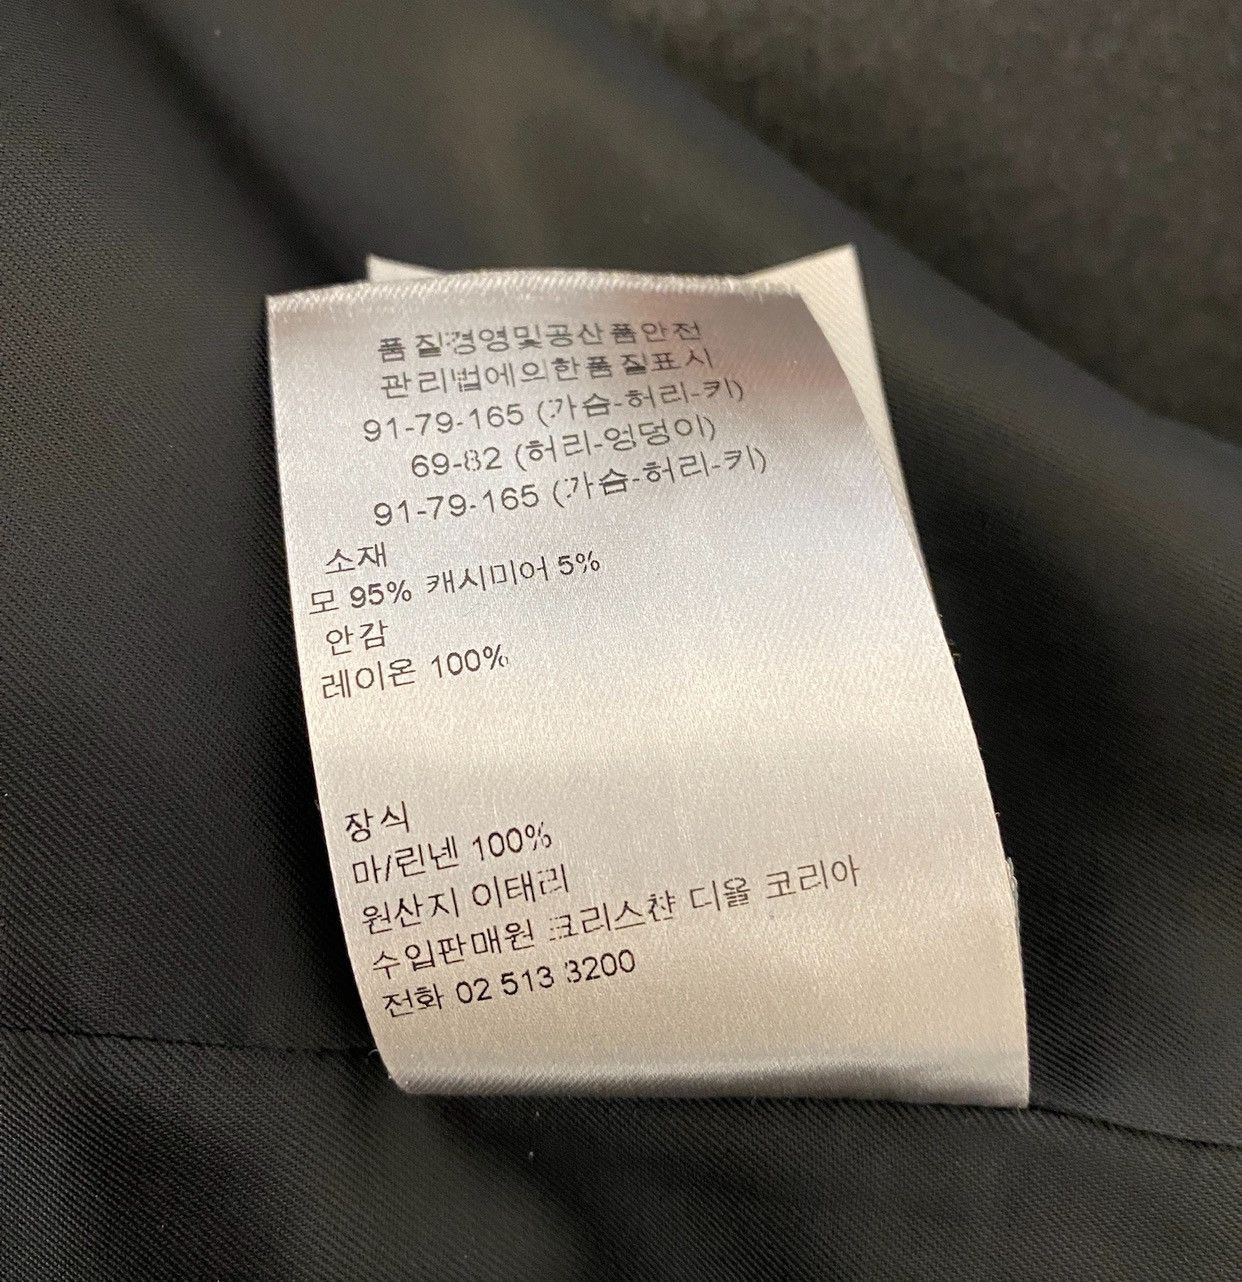 품질경영및공산품안전
관리법에의한품질표시
91-79-165 (가슴-허리-키)
69-82 (허리-엉덩이)
91-79-165 (가슴-허리-키)
소재
모 95% 캐시미어 5%
안감
레이온 100%
장식
마/린넨 100%
원산지 이태리
수입판매원 크리스챤 디올 코리아
전화 02 513 3200